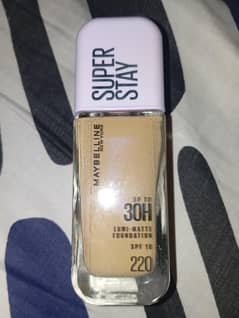 SUPER
STAY
MAYBELLINE
NEW YORK
UP TO
30H
LUMI-MATTE
FOUNDATION
SPF 16
220